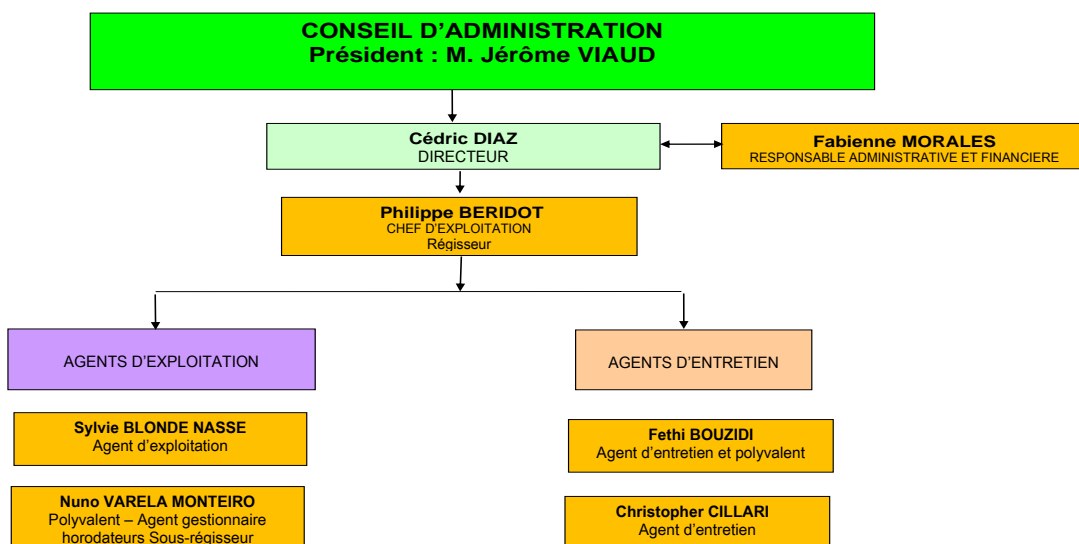 CONSEIL D’ADMINISTRATION
Président : M. Jérôme VIAUD
Cédric DIAZ
DIRECTEUR
Fabienne MORALES
RESPONSABLE ADMINISTRATIVE ET FINANCIERE
Philippe BERIDOT
CHEF D’EXPLOITATION
Régisseur
AGENTS D’EXPLOITATION
AGENTS D’ENTRETIEN
Sylvie BLONDE NASSE
Agent d’exploitation
Fethi BOUZIDI
Agent d’entretien et polyvalent
Nuno VARELA MONTEIRO
Polyvalent – Agent gestionnaire
horodateurs Sous-régisseur
Christopher CILLARI
Agent d’entretien